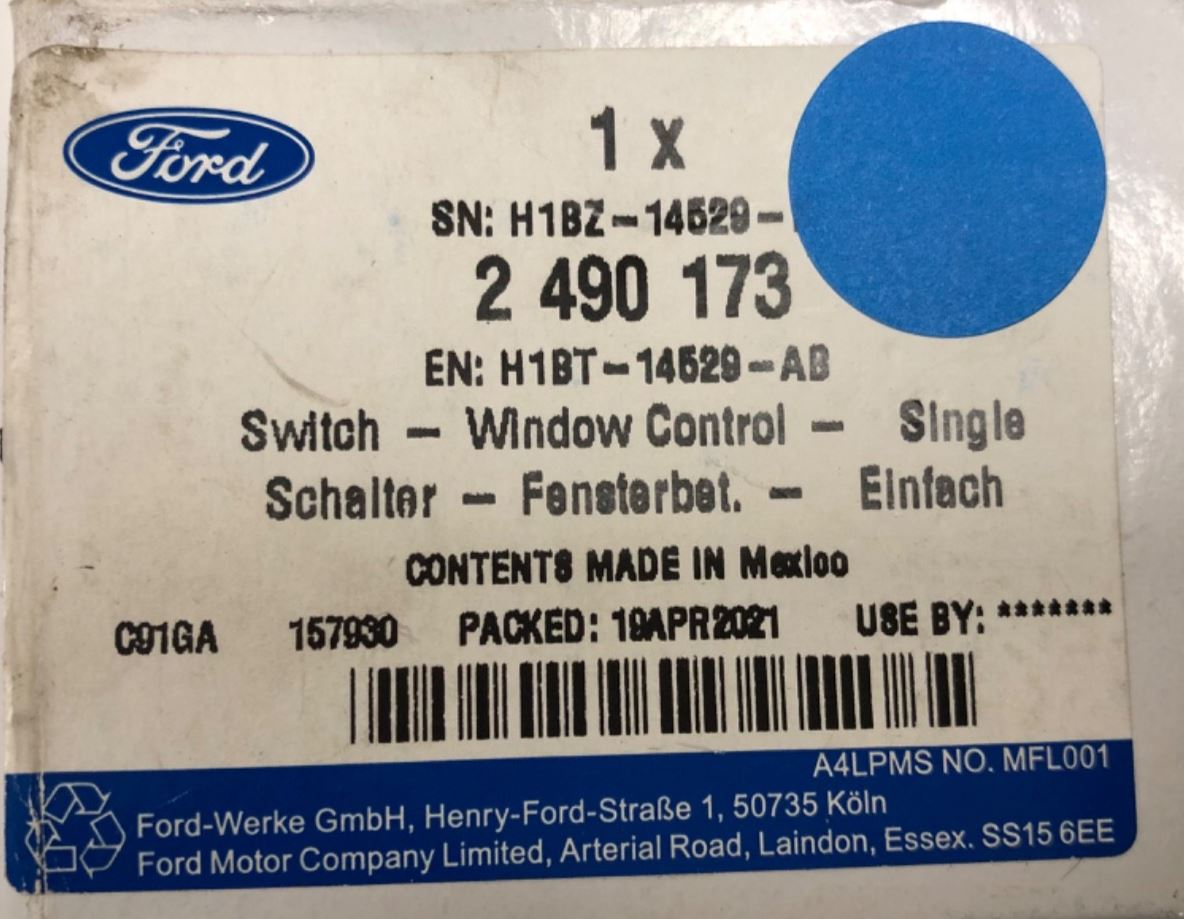 Ford
1 x
SN: H1BZ-14529-
2 490 173
EN: H1BT-14529-AB
Switch - Window Control - Single
Schalter - Fensterbet. - Einfach
CONTENTS MADE IN Mexico
C91GA 157930 PACKED: 19APR2021 USE BY: *******
A4LPMS NO. MFL001
Ford-Werke GmbH, Henry-Ford-Straße 1, 50735 Köln
Ford Motor Company Limited, Arterial Road, Laindon, Essex. SS15 6EE